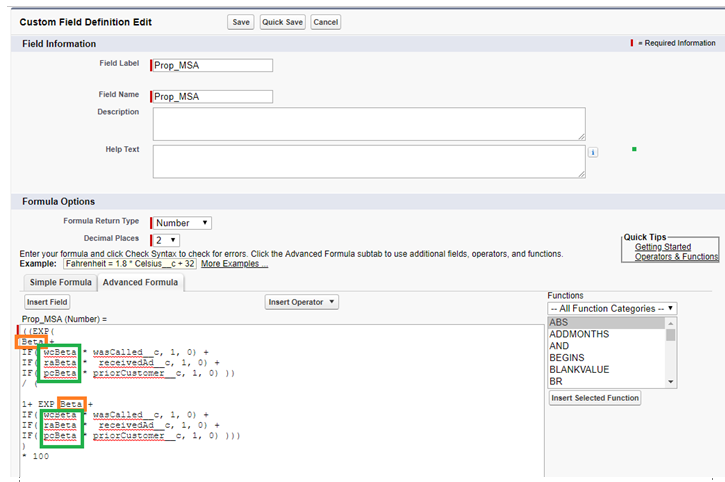 Custom Field Definition Edit
Save
Quick Save
Cancel
Field Information
= Required Information
Field Label
Prop_MSA
Field Name
Prop_MSA
Description
Help Text
i
Formula Options
Formula Return Type
Number
Decimal Places
2
Quick Tips
Getting Started
Operators & Functions
Enter your formula and click Check Syntax to check for errors. Click the Advanced Formula subtab to use additional fields, operators, and functions.
Example: Fahrenheit = 1.8 * Celsius__c + 32 More Examples ...
Simple Formula
Advanced Formula
Insert Field
Insert Operator
Functions
-- All Function Categories --
ABS
ADDMONTHS
AND
BEGINS
BLANKVALUE
BR
Insert Selected Function
Prop_MSA (Number) =
((EXP(
Beta +
IF( wcBeta * wasCalled__c, 1, 0) +
IF( raBeta * receivedAd__c, 1, 0) +
IF( pcBeta * priorCustomer__c, 1, 0) ))
/ (
1+ EXP Beta +
IF( wcBeta * wasCalled__c, 1, 0) +
IF( raBeta * receivedAd__c, 1, 0) +
IF( pcBeta * priorCustomer__c, 1, 0) )))
)
* 100